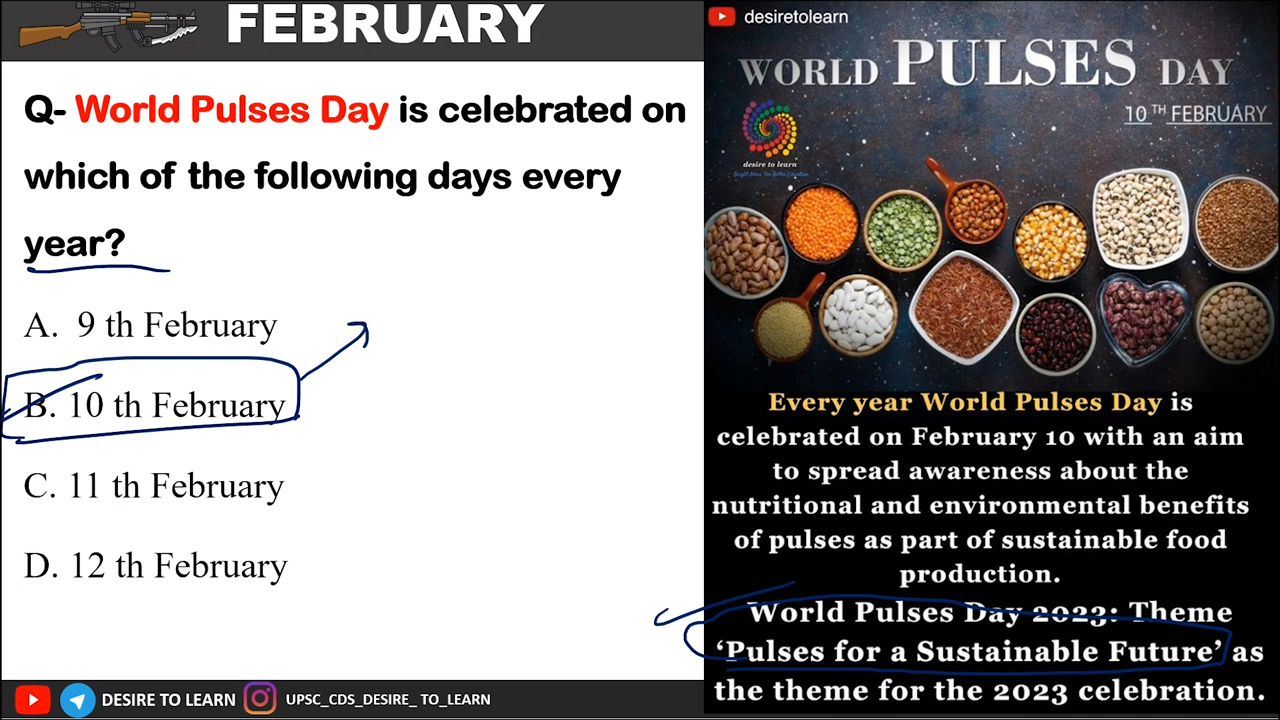 FEBRUARY
Q- World Pulses Day is celebrated on
which of the following days every
year?
A. 9 th February
B. 10 th February
C. 11 th February
D. 12 th February
DESIRE TO LEARN
UPSC_CDS_DESIRE_ TO_LEARN
desiretolearn
WORLD PULSES DAY
10 TH FEBRUARY
desire to learn
Every year World Pulses Day is
celebrated on February 10 with an aim
to spread awareness about the
nutritional and environmental benefits
of pulses as part of sustainable food
production.
World Pulses Day 2023: Theme
‘Pulses for a Sustainable Future’ as
the theme for the 2023 celebration.